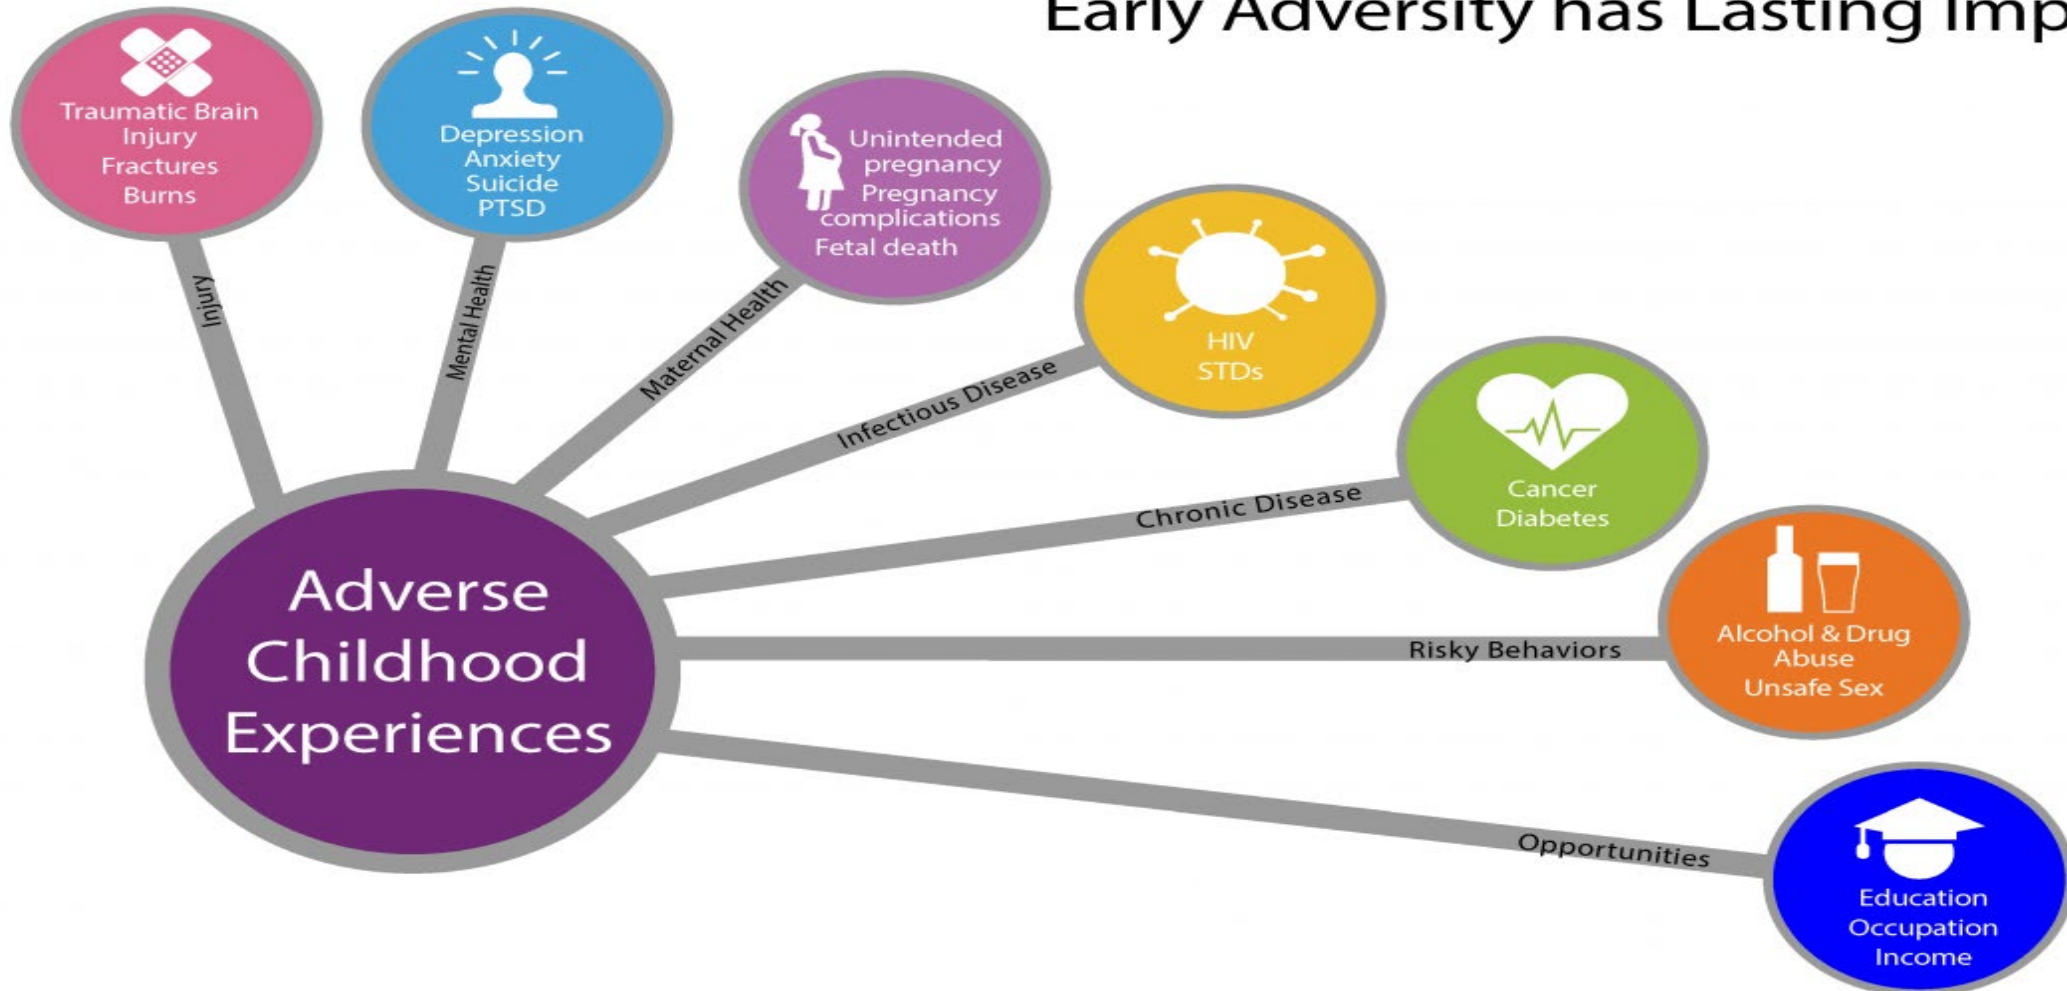 Early Adversity has Lasting
Traumatic Brain
Injury
Fractures
Burns
Depression
Anxiety
Suicide
PTSD
Unintended
pregnancy
Pregnancy
complications
Fetal death
HIV
STDs
Cancer
Diabetes
Alcohol & Drug
Abuse
Unsafe Sex
Education
Occupation
Income
Injury
Mental Health
Maternal Health
Infectious Disease
Chronic Disease
Risky Behaviors
Opportunities
Adverse
Childhood
Experiences